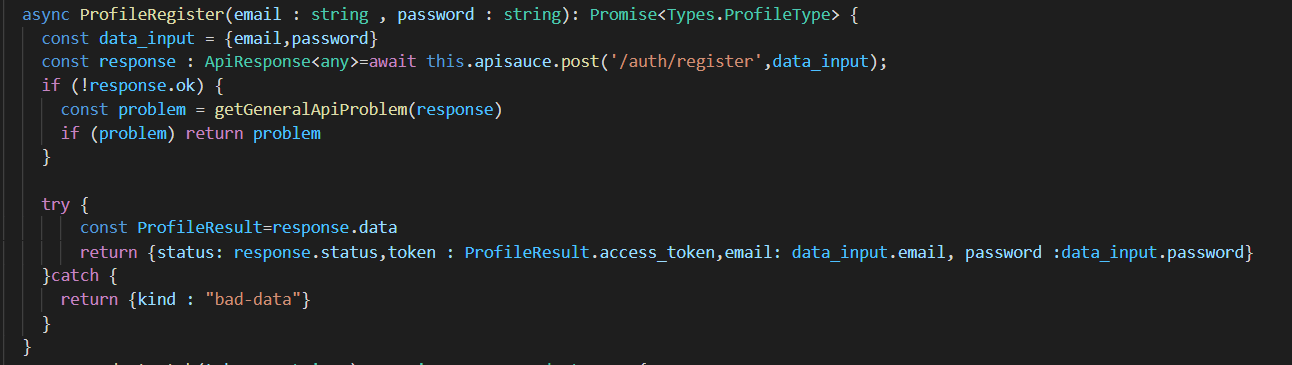 async ProfileRegister(email : string , password : string): Promise<Types.ProfileType> {
const data_input = {email,password}
const response : ApiResponse<any>=await this.apisauce.post('/auth/register',data_input);
if (!response.ok) {
const problem = getGeneralApiProblem(response)
if (problem) return problem
}
try {
const ProfileResult=response.data
return {status: response.status,token : ProfileResult.access_token,email: data_input.email, password :data_input.password}
}catch {
return {kind : "bad-data"}
}
}